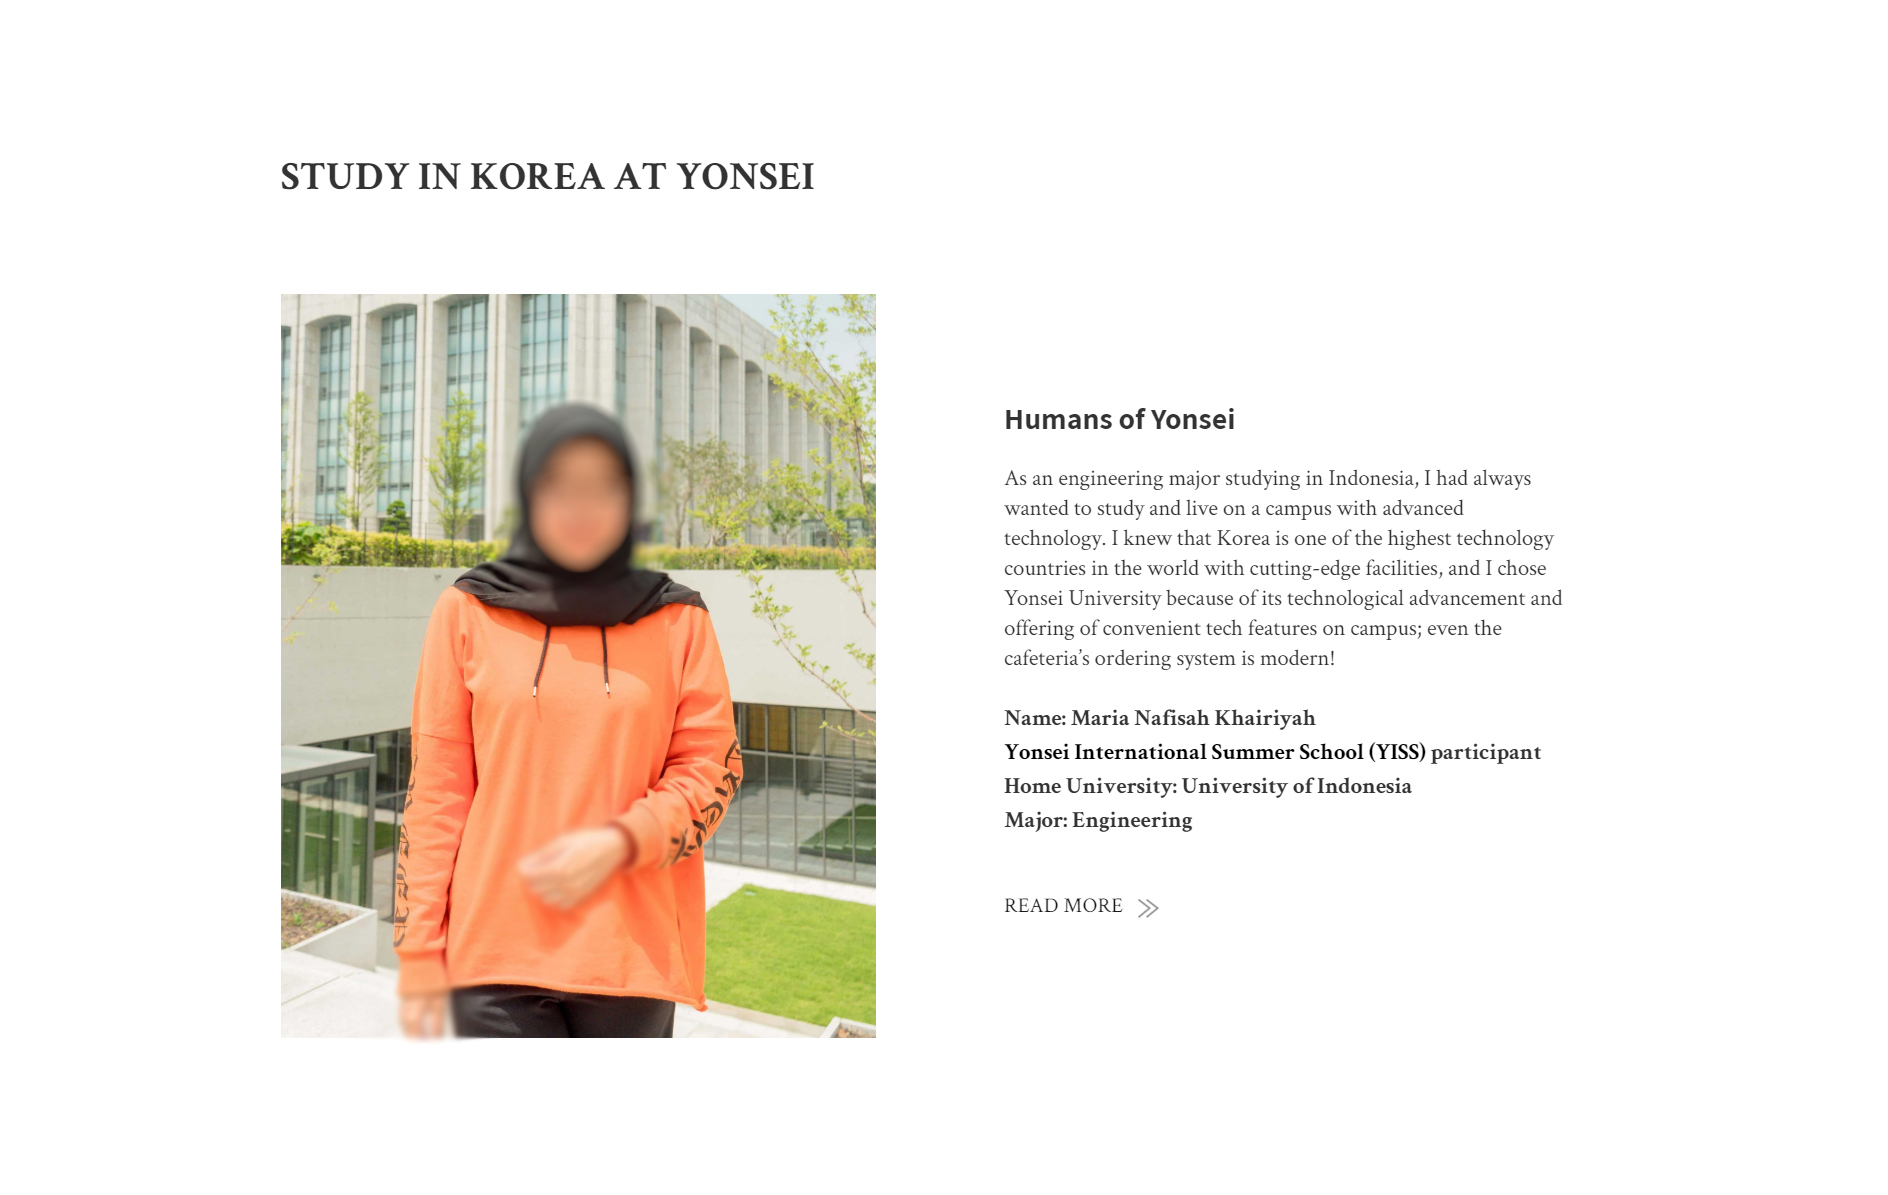 STUDY IN KOREA AT YONSEI
Humans of Yonsei
As an engineering major studying in Indonesia, I had always
wanted to study and live on a campus with advanced
technology. I knew that Korea is one of the highest technology
countries in the world with cutting-edge facilities, and I chose
Yonsei University because of its technological advancement and
offering of convenient tech features on campus; even the
cafeteria’s ordering system is modern!
Name: Maria Nafisah Khairiyah
Yonsei International Summer School (YISS) participant
Home University: University of Indonesia
Major: Engineering
READ MORE